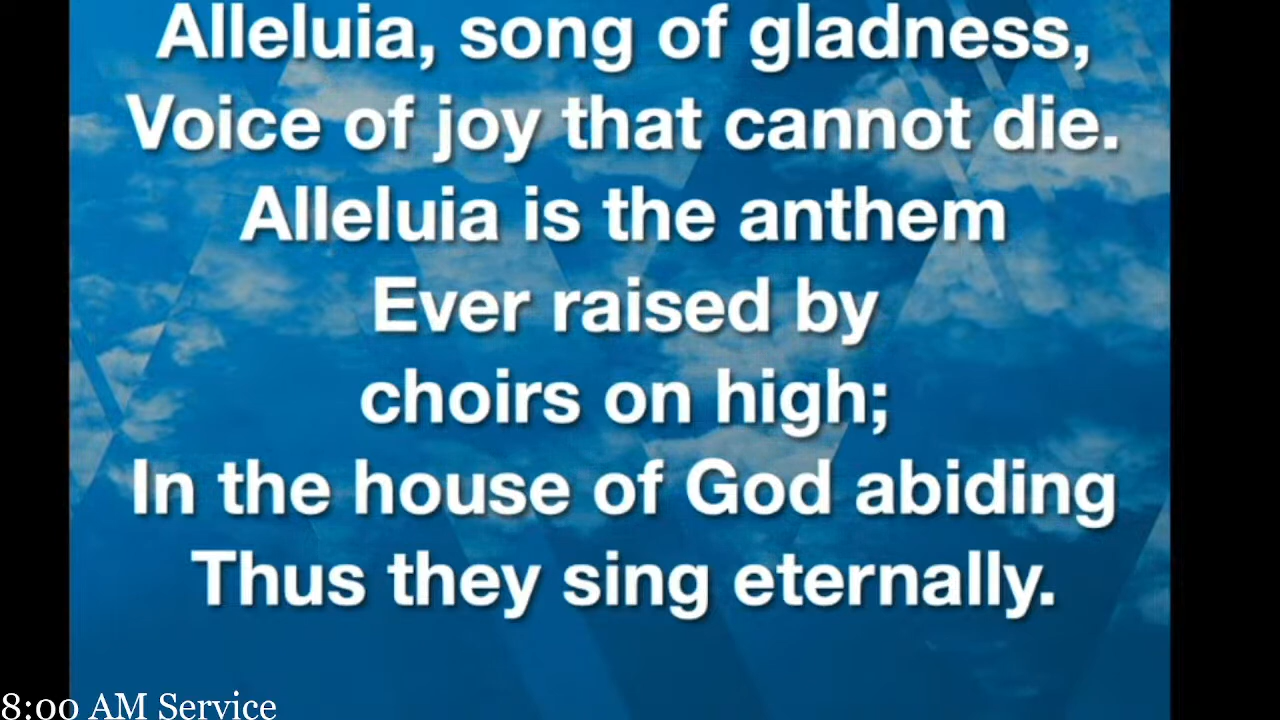 Alleluia, song of gladness,
Voice of joy that cannot die.
Alleluia is the anthem
Ever raised by
choirs on high;
In the house of God abiding
Thus they sing eternally.
8:00 AM Service